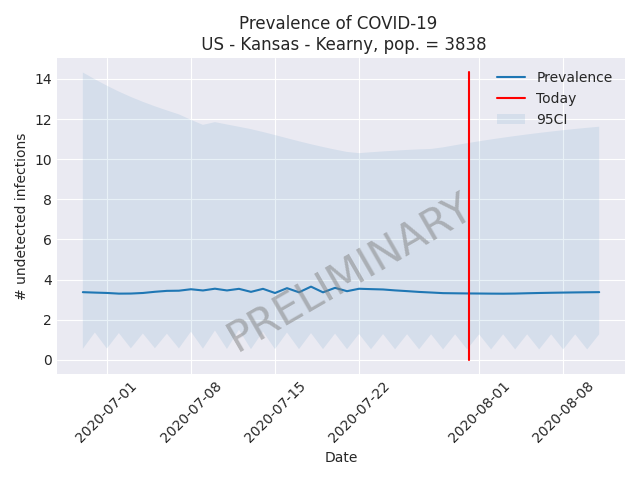 Prevalence of COVID-19
US - Kansas - Kearny, pop. = 3838
14
12
10
8
6
4
2
0
# undetected infections
Prevalence
Today
95CI
PRELIMINARY
2020-07-01
2020-07-08
2020-07-15
2020-07-22
2020-08-01
2020-08-08
Date